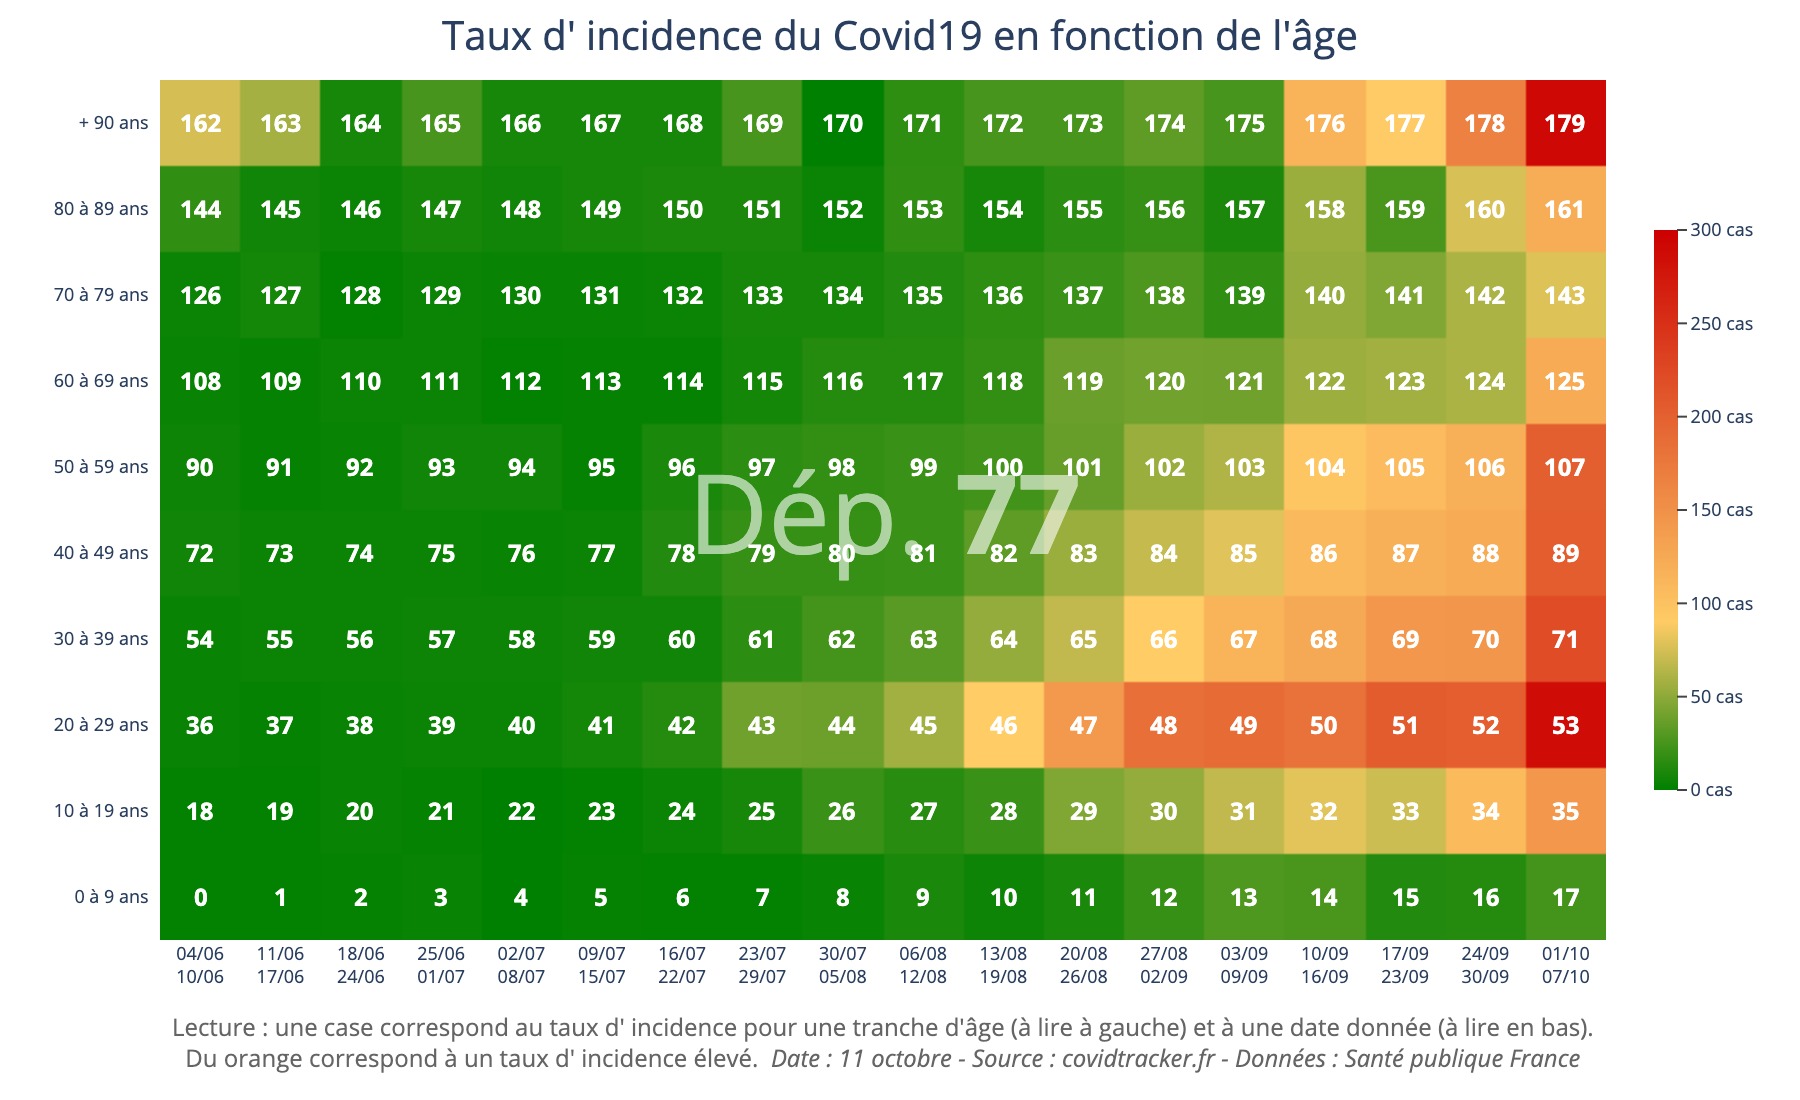 Taux d' incidence du Covid19 en fonction de l'âge
+ 90 ans 162 163 164 165 166 167 168 169 170 171 172 173 174 175 176 177 178 179
80 à 89 ans 144 145 146 147 148 149 150 151 152 153 154 155 156 157 158 159 160 161
300 cas
70 à 79 ans 126 127 128 129 130 131 132 133 134 135 136 137 138 139 140 141 142 143
250 cas
60 à 69 ans 108 109 110 111 112 113 114 115 116 117 118 119 120 121 122 123 124 125
200 cas
50 à 59 ans 90 91 92 93 94 95 96 97 98 99 100 101 102 103 104 105 106 107
Dép. 77
150 cas
40 à 49 ans 72 73 74 75 76 77 78 79 80 81 82 83 84 85 86 87 88 89
100 cas
30 à 39 ans 54 55 56 57 58 59 60 61 62 63 64 65 66 67 68 69 70 71
50 cas
20 à 29 ans 36 37 38 39 40 41 42 43 44 45 46 47 48 49 50 51 52 53
0 cas
10 à 19 ans 18 19 20 21 22 23 24 25 26 27 28 29 30 31 32 33 34 35
0 à 9 ans 0 1 2 3 4 5 6 7 8 9 10 11 12 13 14 15 16 17
04/06 11/06 18/06 25/06 02/07 09/07 16/07 23/07 30/07 06/08 13/08 20/08 27/08 03/09 10/09 17/09 24/09 01/10
10/06 17/06 24/06 01/07 08/07 15/07 22/07 29/07 05/08 12/08 19/08 26/08 02/09 09/09 16/09 23/09 30/09 07/10
Lecture : une case correspond au taux d' incidence pour une tranche d'âge (à lire à gauche) et à une date donnée (à lire en bas).
Du orange correspond à un taux d' incidence élevé. Date : 11 octobre - Source : covidtracker.fr - Données : Santé publique France